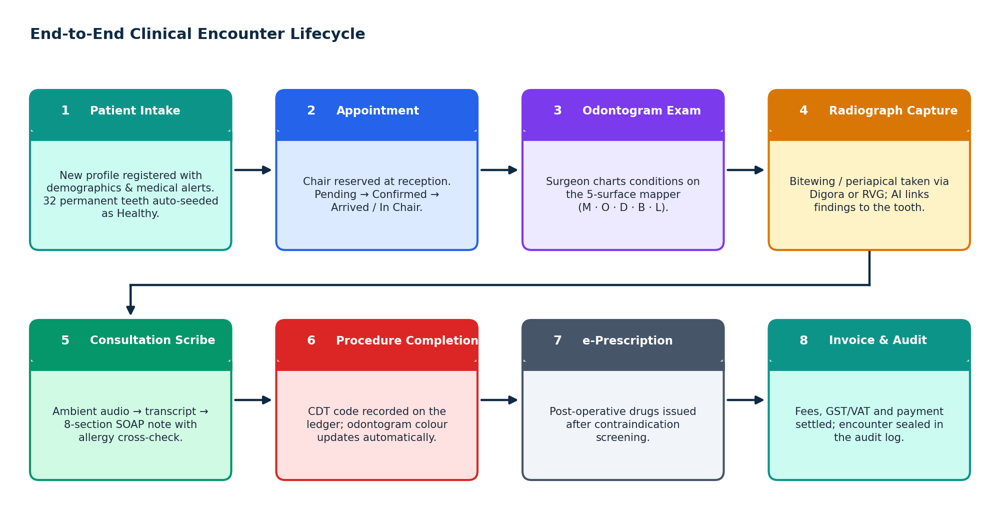 End-to-End Clinical Encounter Lifecycle
1 Patient Intake
New profile registered with
demographics & medical alerts.
32 permanent teeth auto-seeded
as Healthy.
2 Appointment
Chair reserved at reception.
Pending → Confirmed →
Arrived / In Chair.
3 Odontogram Exam
Surgeon charts conditions on
the 5-surface mapper
(M · O · D · B · L).
4 Radiograph Capture
Bitewing / periapical taken via
Digora or RVG; AI links
findings to the tooth.
5 Consultation Scribe
Ambient audio → transcript →
8-section SOAP note with
allergy cross-check.
6 Procedure Completion
CDT code recorded on the
ledger; odontogram colour
updates automatically.
7 e-Prescription
Post-operative drugs issued
after contraindication
screening.
8 Invoice & Audit
Fees, GST/VAT and payment
settled; encounter sealed in
the audit log.